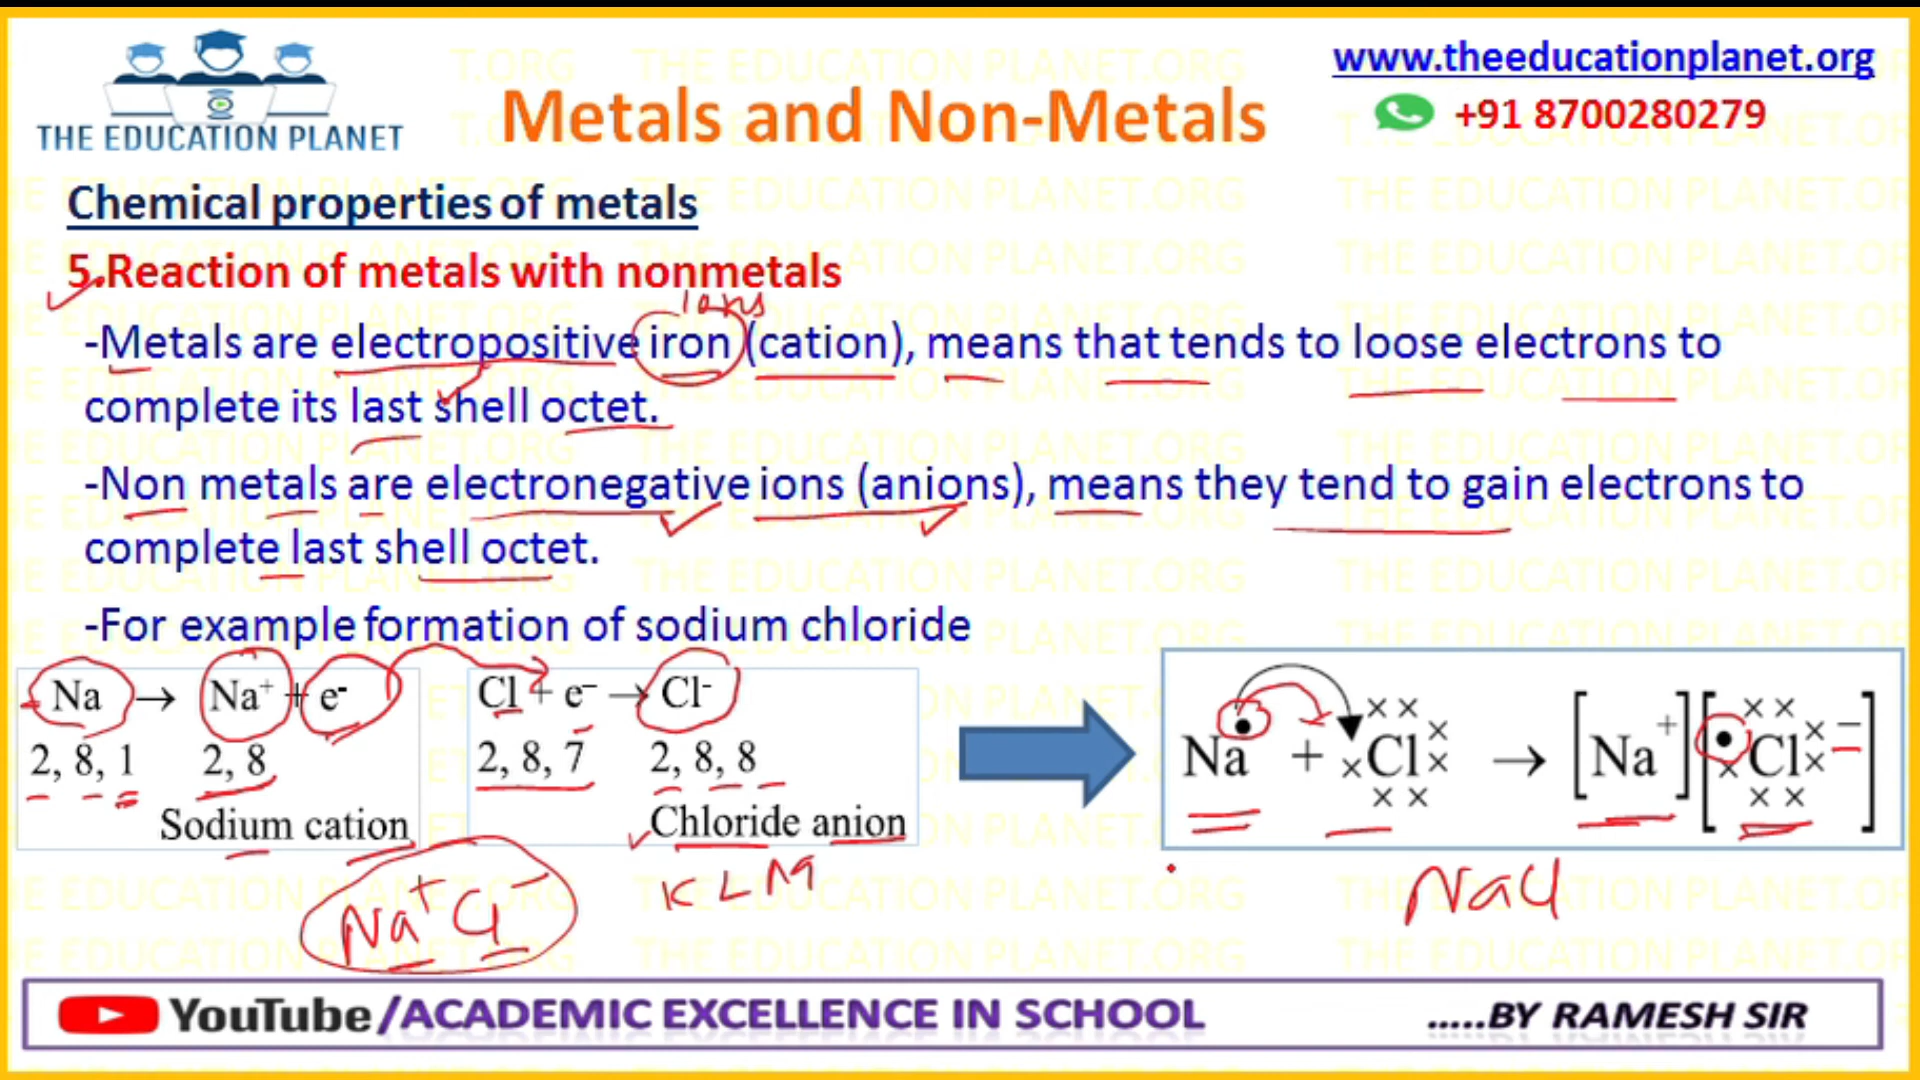 www.theeducationplanet.org
Metals and Non-Metals
+91 8700280279
THE EDUCATION PLANET
Chemical properties of metals
5.Reaction of metals with nonmetals
ions
-Metals are electropositive iron (cation), means that tends to loose electrons to
complete its last shell octet.
-Non metals are electronegative ions (anions), means they tend to gain electrons to
complete last shell octet.
-For example formation of sodium chloride
Na → Na⁺ + e⁻
2, 8, 1 2, 8
Sodium cation
Cl + e⁻ → Cl⁻
2, 8, 7 2, 8, 8
Chloride anion
Na + Cl → [Na⁺][Cl⁻]
K L M
Na⁺ Cl⁻
NaCl
YouTube/ACADEMIC EXCELLENCE IN SCHOOL
.....BY RAMESH SIR